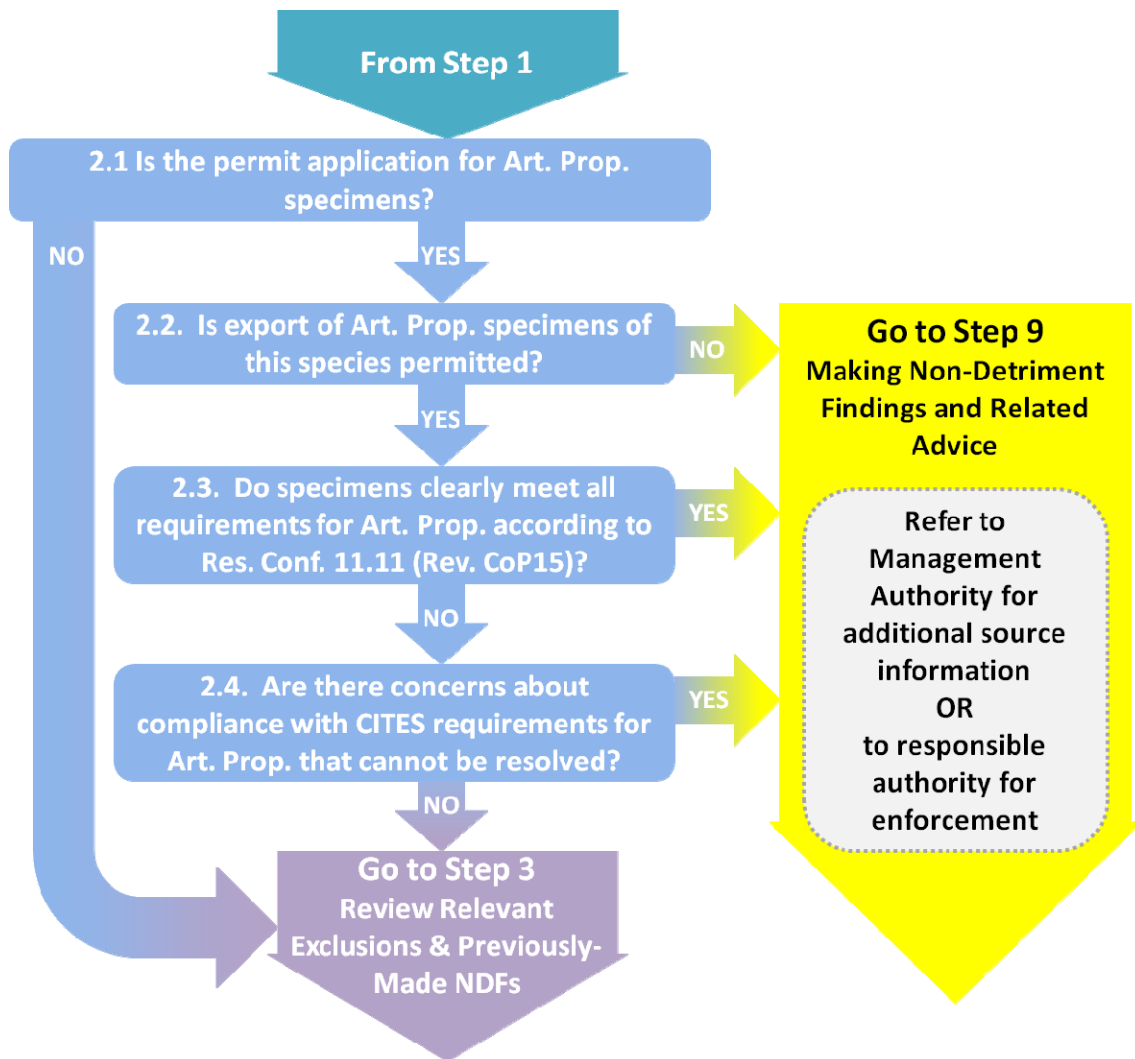 From Step 1
2.1 Is the permit application for Art. Prop.
specimens?
NO
YES
2.2.  Is export of Art. Prop. specimens of
this species permitted?
NO
YES
2.3.  Do specimens clearly meet all
requirements for Art. Prop. according to
Res. Conf. 11.11 (Rev. CoP15)?
YES
NO
2.4.  Are there concerns about
compliance with CITES requirements for
Art. Prop. that cannot be resolved?
YES
NO
Go to Step 3
Review Relevant
Exclusions & Previously-
Made NDFs
Go to Step 9
Making Non-Detriment
Findings and Related
Advice
Refer to
Management
Authority for
additional source
information
OR
to responsible
authority for
enforcement